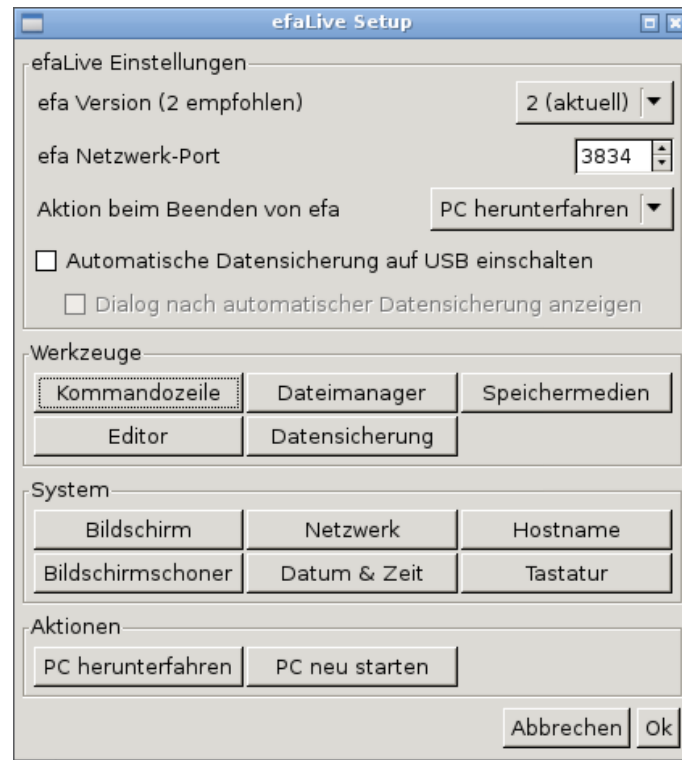 efaLive Setup
efaLive Einstellungen
efa Version (2 empfohlen) 2 (aktuell)
efa Netzwerk-Port 3834
Aktion beim Beenden von efa PC herunterfahren
Automatische Datensicherung auf USB einschalten
Dialog nach automatischer Datensicherung anzeigen
Werkzeuge
Kommandozeile Dateimanager Speichermedien
Editor Datensicherung
System
Bildschirm Netzwerk Hostname
Bildschirmschoner Datum & Zeit Tastatur
Aktionen
PC herunterfahren PC neu starten
Abbrechen Ok